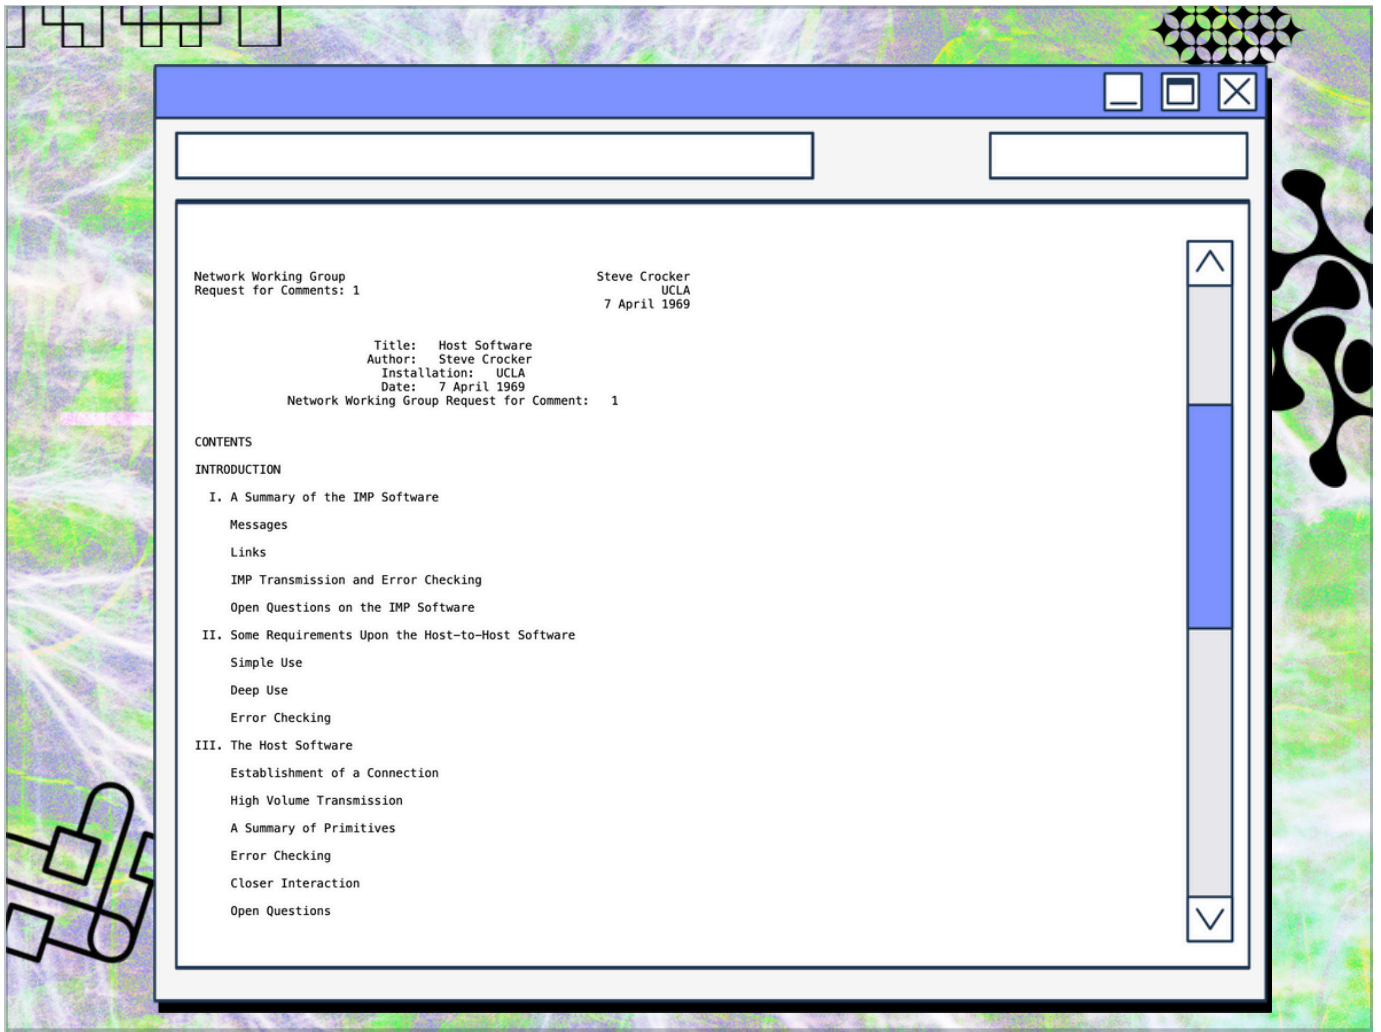 Network Working Group                                   Steve Crocker
Request for Comments: 1                                          UCLA
7 April 1969
Title:   Host Software
Author:   Steve Crocker
Installation:   UCLA
Date:   7 April 1969
Network Working Group Request for Comment:   1
CONTENTS
INTRODUCTION
I. A Summary of the IMP Software
Messages
Links
IMP Transmission and Error Checking
Open Questions on the IMP Software
II. Some Requirements Upon the Host-to-Host Software
Simple Use
Deep Use
Error Checking
III. The Host Software
Establishment of a Connection
High Volume Transmission
A Summary of Primitives
Error Checking
Closer Interaction
Open Questions